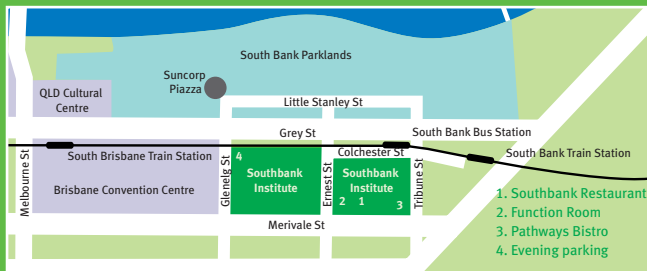 South Bank Parklands
Suncorp
Piazza
QLD Cultural
Centre
Little Stanley St
Grey St
South Bank Bus Station
Colchester St
South Brisbane Train Station
South Bank Train Station
Melbourne St
Brisbane Convention Centre
Glenelg St
4
Southbank
Institute
Ernest St
Southbank
Institute
2 1 3
Tribune St
Merivale St
1. Southbank Restaurant
2. Function Room
3. Pathways Bistro
4. Evening parking